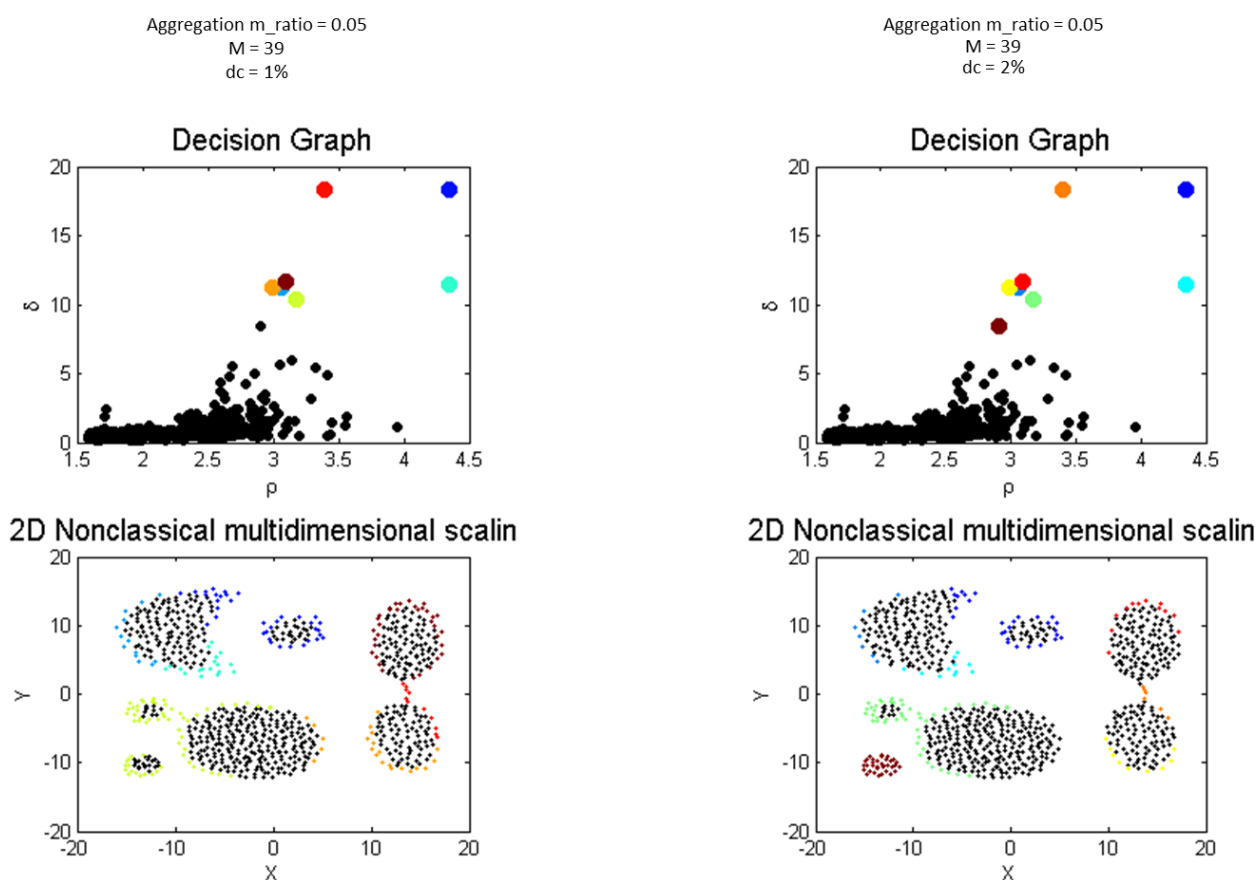 Aggregation m_ratio = 0.05
M = 39
dc = 1%
Decision Graph
20
15
10
5
0
δ
1.5 2 2.5 3 3.5 4 4.5
ρ
2D Nonclassical multidimensional scalin
20
10
0
-10
-20
Y
-20 -10 0 10 20
X
Aggregation m_ratio = 0.05
M = 39
dc = 2%
Decision Graph
20
15
10
5
0
δ
1.5 2 2.5 3 3.5 4 4.5
ρ
2D Nonclassical multidimensional scalin
20
10
0
-10
-20
Y
-20 -10 0 10 20
X